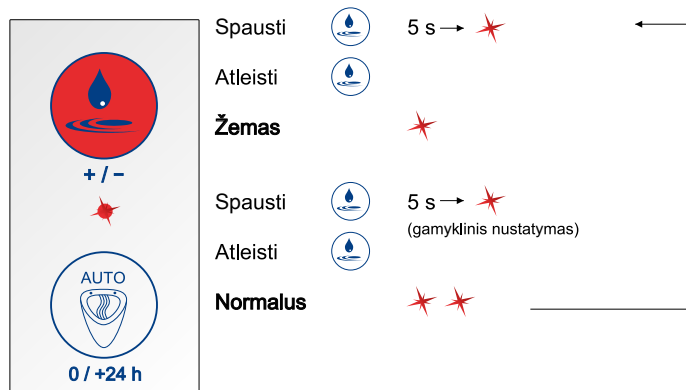 Spausti 5 s
Atleisti
Žemas
+ / –
Spausti 5 s
(gamyklinis nustatymas)
Atleisti
AUTO
Normalus
0 / +24 h